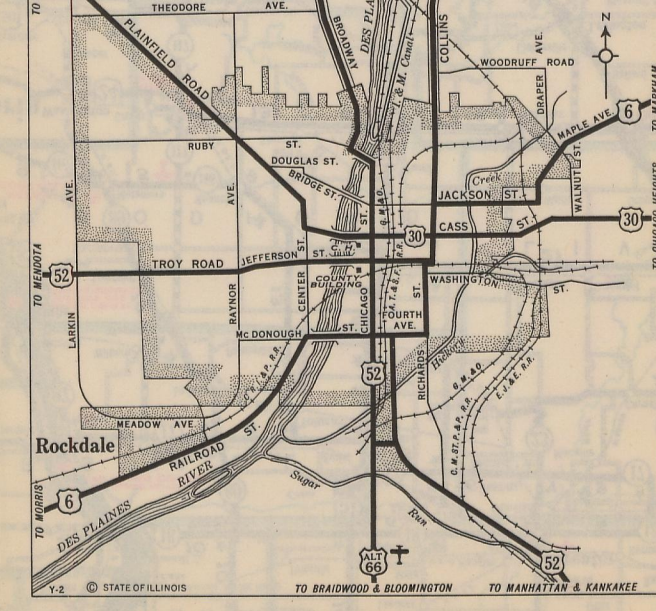 TO
THEODORE AVE.
BROADWAY
DES PLA
I. & M. Canal
COLLINS
N
PLAINFIELD ROAD
WOODRUFF ROAD
DRAPER AVE.
6
TO MARKHAM
MAPLE AVE.
RUBY ST.
DOUGLAS ST.
BRIDGE ST.
Creek
WALNUT ST.
JACKSON ST.
AVE.
AVE.
ST.
G. M. & O.
30
CASS ST.
30
TO CHICAGO HEIGHTS
TO MENDOTA
52
TROY ROAD
JEFFERSON ST.
ST.
C. H.
R.R.
COUNTY
BUILDING
WASHINGTON ST.
LARKIN
RAYNOR
CENTER
CHICAGO
A. T. & S. F.
ST.
FOURTH
AVE.
McDONOUGH ST.
RICHARDS
Hickory
52
G. M. & O.
E. J. & E. R.R.
C. M. ST. P. & P. R.R.
R.R.
MEADOW AVE.
Rockdale
RAILROAD ST.
RIVER
6
TO MORRIS
DES PLAINES
Sugar
Run
ALT
66
52
Y-2 © STATE OF ILLINOIS
TO BRAIDWOOD & BLOOMINGTON
TO MANHATTAN & KANKAKEE